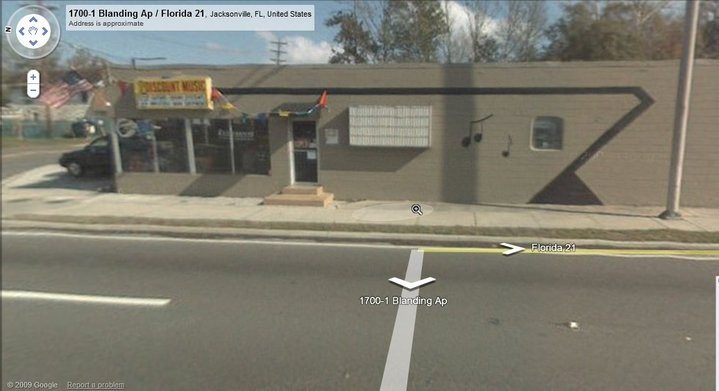 1700-1 Blanding Ap / Florida 21, Jacksonville, FL, United States
Address is approximate
N
DISCOUNT MUSIC
Florida 21
1700-1 Blanding Ap
© 2009 Google Report a problem